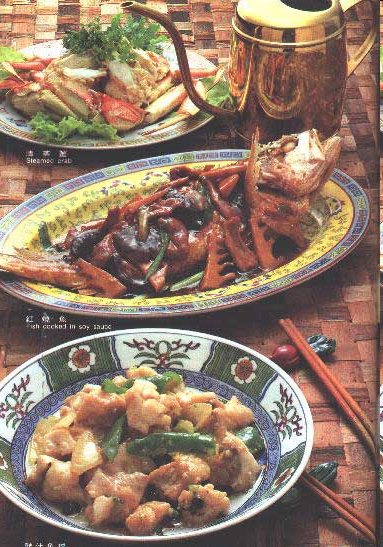 清蒸蟹
Steamed crab
紅燒魚
Fish cooked in soy sauce